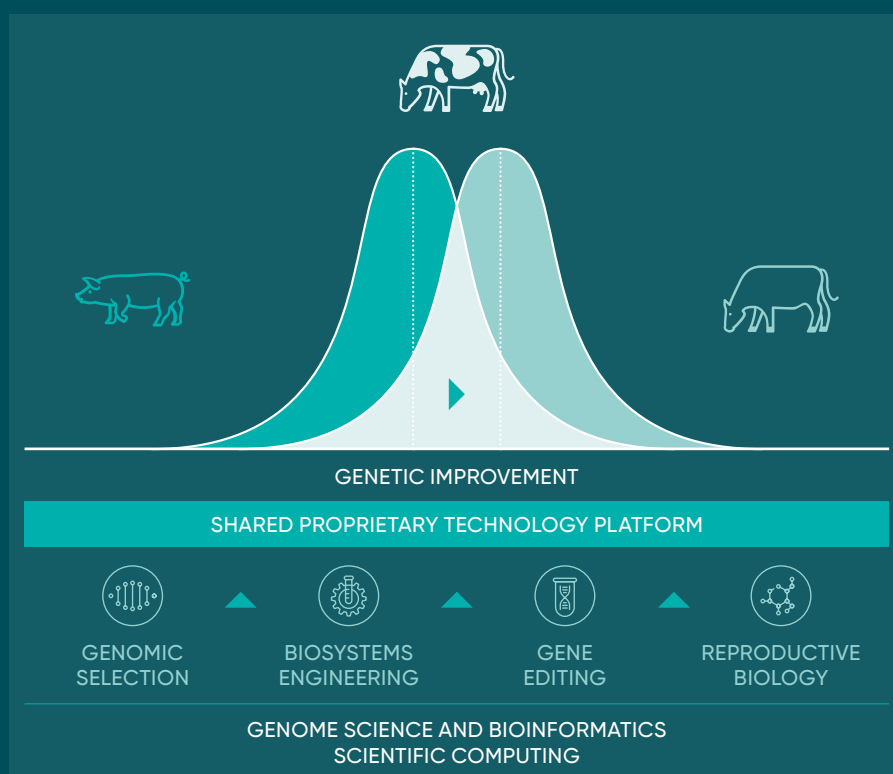 GENETIC IMPROVEMENT
SHARED PROPRIETARY TECHNOLOGY PLATFORM
GENOMIC
SELECTION
BIOSYSTEMS
ENGINEERING
GENE
EDITING
REPRODUCTIVE
BIOLOGY
GENOME SCIENCE AND BIOINFORMATICS
SCIENTIFIC COMPUTING